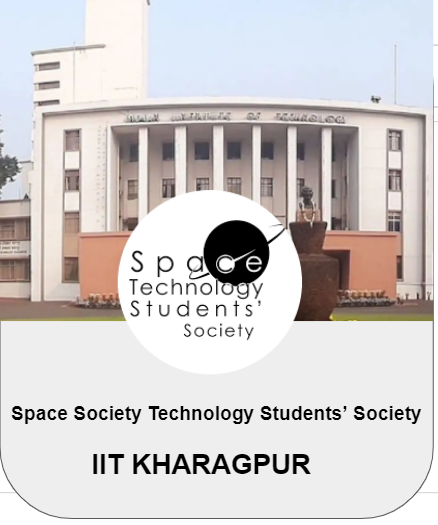 INDIAN INSTITUTE OF TECHNOLOGY
Space
Technology
Students’
Society
Space Society Technology Students’ Society
IIT KHARAGPUR